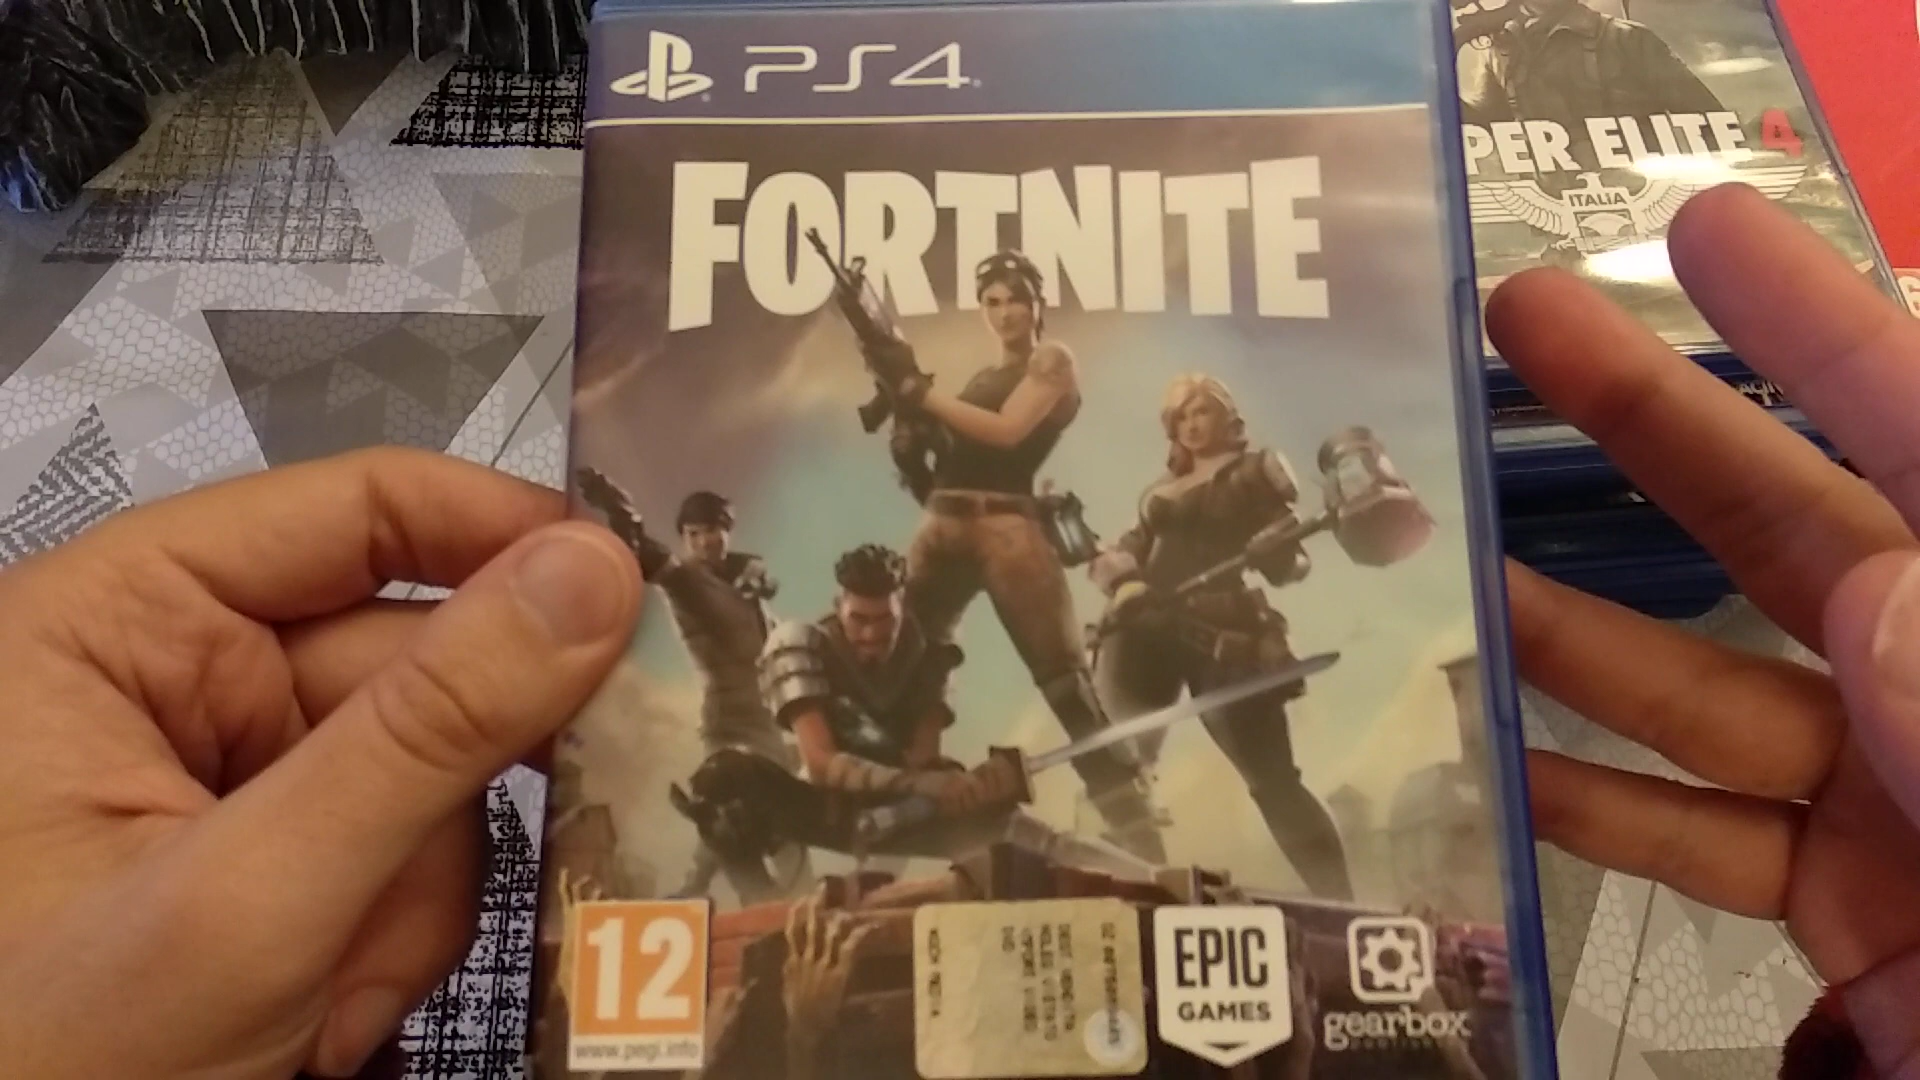 PS4
FORTNITE
PER ELITE 4
ITALIA
12
www.pegi.info
EPIC
GAMES
gearbox